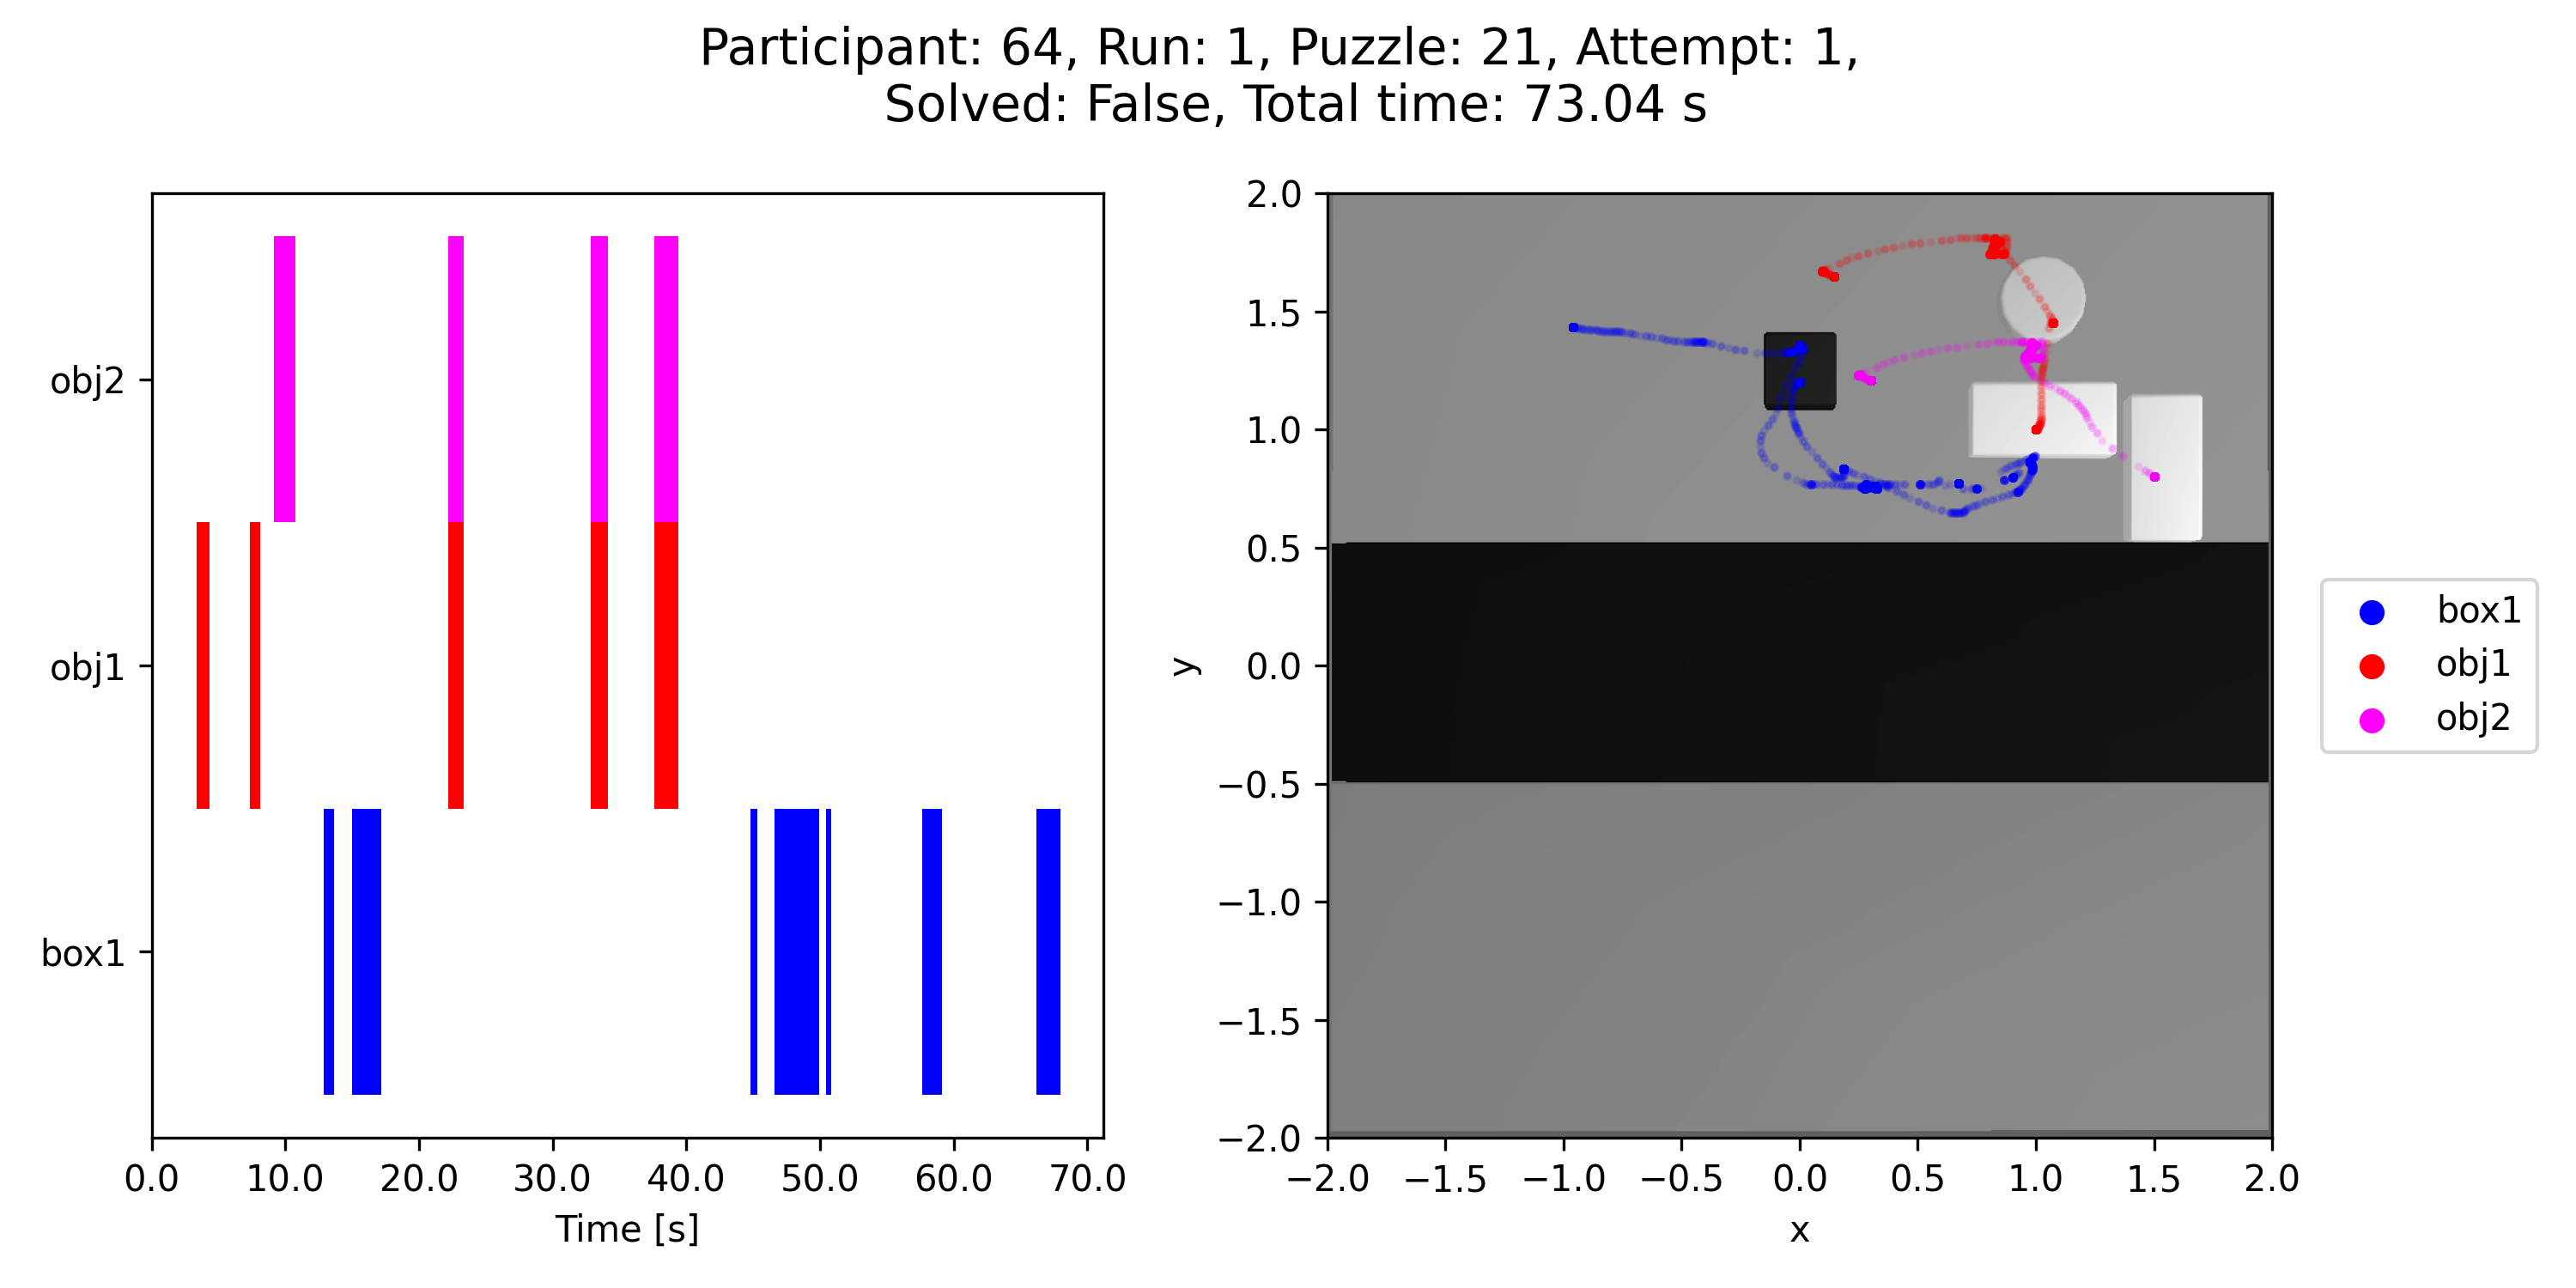 Participant: 64, Run: 1, Puzzle: 21, Attempt: 1,
Solved: False, Total time: 73.04 s
obj2
obj1
box1
0.0 10.0 20.0 30.0 40.0 50.0 60.0 70.0
Time [s]
2.0
1.5
1.0
0.5
0.0
−0.5
−1.0
−1.5
−2.0
y
−2.0 −1.5 −1.0 −0.5 0.0 0.5 1.0 1.5 2.0
x
box1
obj1
obj2